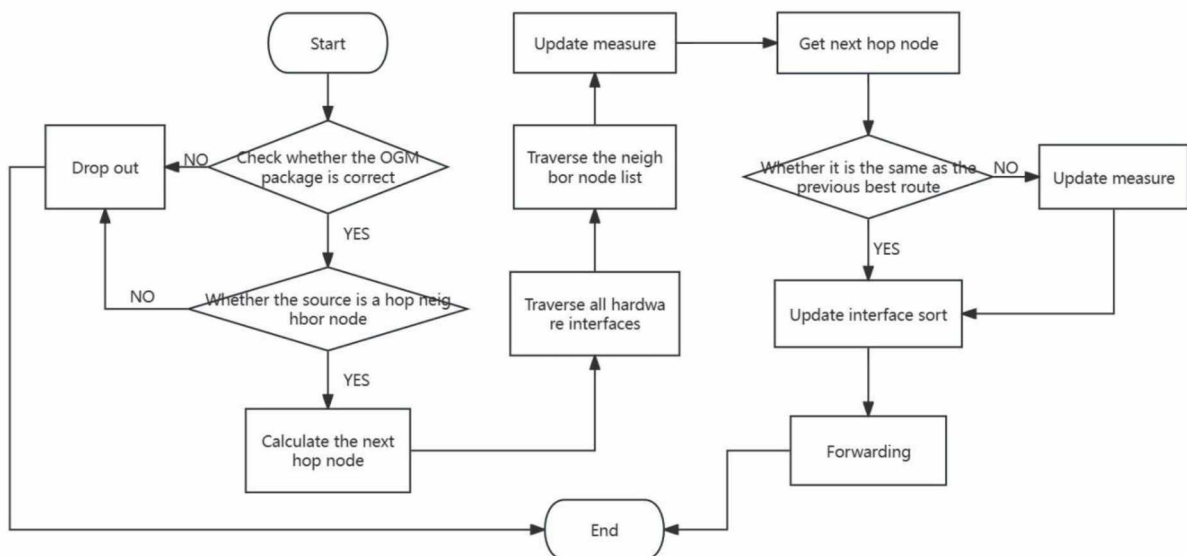 Start
Check whether the OGM
package is correct
NO
Drop out
YES
Whether the source is a hop neig
hbor node
NO
YES
Calculate the next
hop node
Traverse all hardwa
re interfaces
Traverse the neigh
bor node list
Update measure
Get next hop node
Whether it is the same as the
previous best route
NO
Update measure
YES
Update interface sort
Forwarding
End